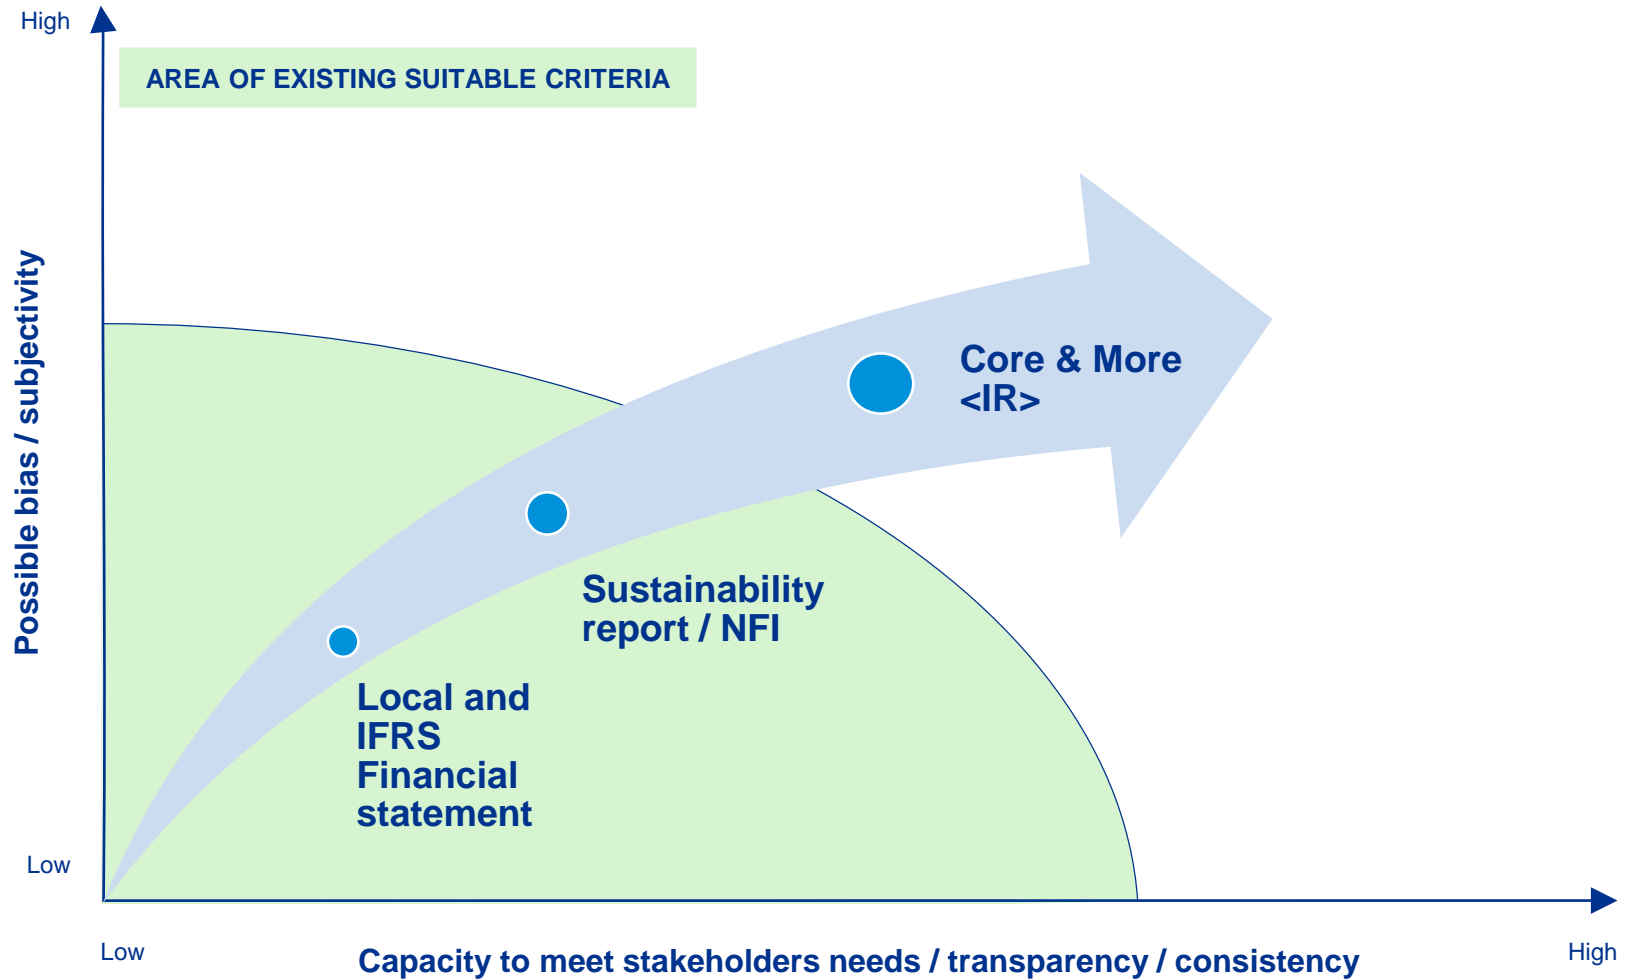 High
AREA OF EXISTING SUITABLE CRITERIA
Possible bias / subjectivity
Core & More
<IR>
Sustainability
report / NFI
Local and
IFRS
Financial
statement
Low
Low
Capacity to meet stakeholders needs / transparency / consistency
High